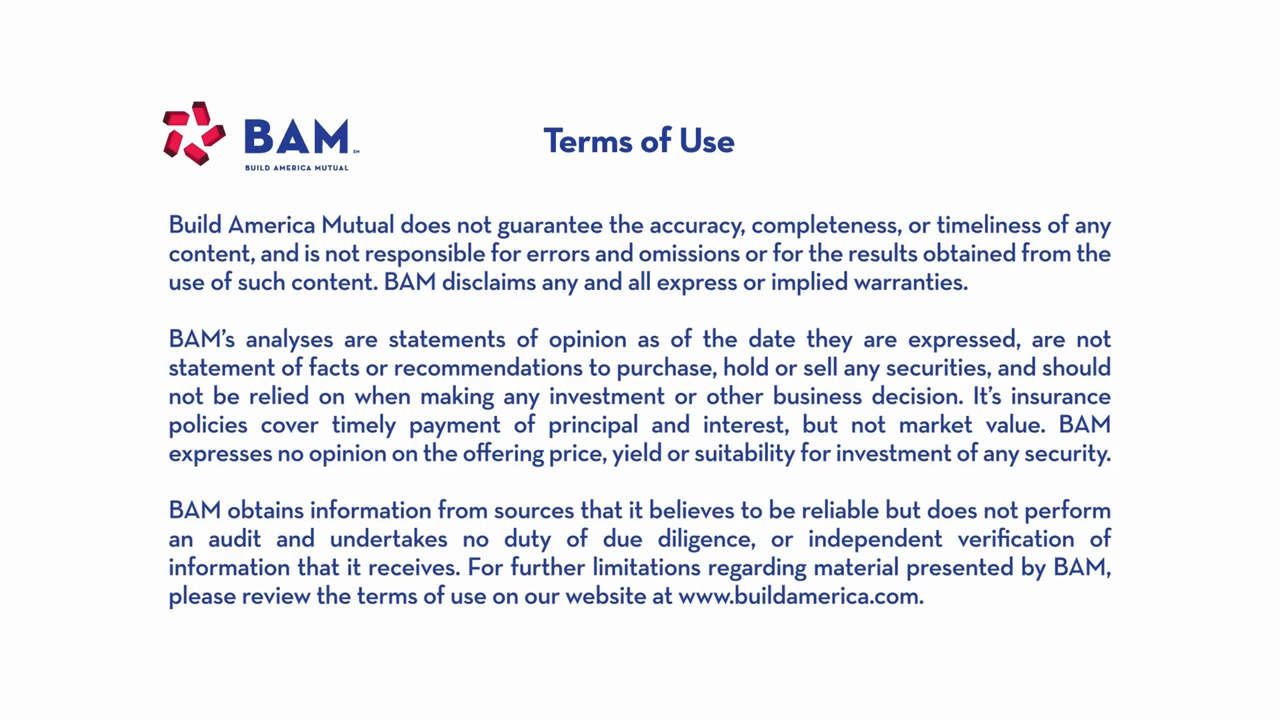 BAM℠
BUILD AMERICA MUTUAL
Terms of Use
Build America Mutual does not guarantee the accuracy, completeness, or timeliness of any
content, and is not responsible for errors and omissions or for the results obtained from the
use of such content. BAM disclaims any and all express or implied warranties.
BAM’s analyses are statements of opinion as of the date they are expressed, are not
statement of facts or recommendations to purchase, hold or sell any securities, and should
not be relied on when making any investment or other business decision. It’s insurance
policies cover timely payment of principal and interest, but not market value. BAM
expresses no opinion on the offering price, yield or suitability for investment of any security.
BAM obtains information from sources that it believes to be reliable but does not perform
an audit and undertakes no duty of due diligence, or independent verification of
information that it receives. For further limitations regarding material presented by BAM,
please review the terms of use on our website at www.buildamerica.com.